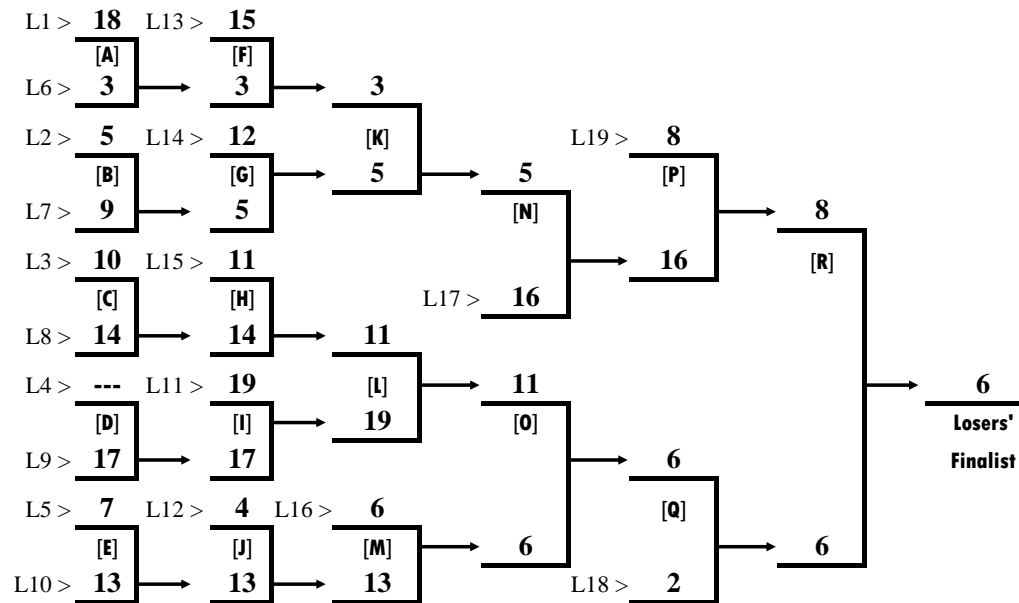 L1 > 18 L13 > 15
[A] [F]
L6 > 3 3 3
L2 > 5 L14 > 12 [K] L19 > 8
[B] [G] 5 5 [P]
L7 > 9 5 [N] 8
L3 > 10 L15 > 11 16 [R]
[C] [H] L17 > 16
L8 > 14 14 11
L4 > --- L11 > 19 [L] 11 6
[D] [I] 19 [O] Losers'
L9 > 17 17 6 Finalist
L5 > 7 L12 > 4 L16 > 6 [Q]
[E] [J] [M] 6 6
L10 > 13 13 13 L18 > 2